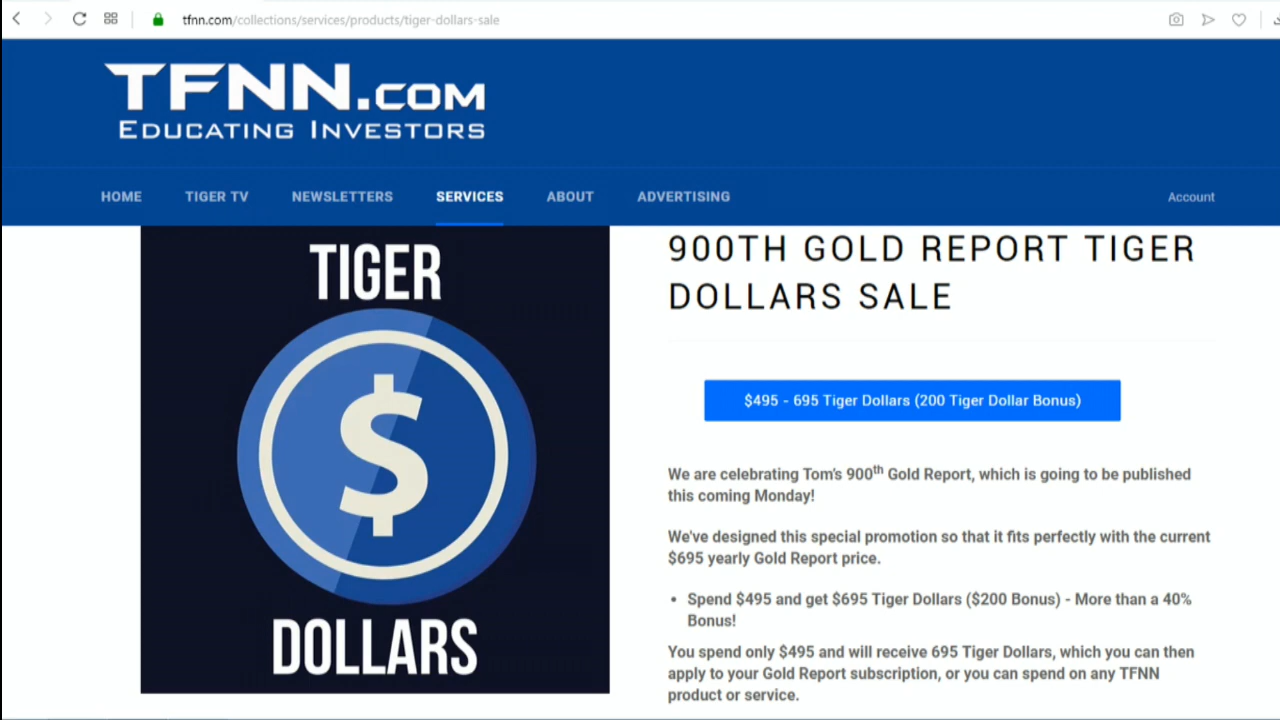 tfnn.com/collections/services/products/tiger-dollars-sale
TFNN.COM
EDUCATING INVESTORS
HOME TIGER TV NEWSLETTERS SERVICES ABOUT ADVERTISING Account
TIGER
$
DOLLARS
900TH GOLD REPORT TIGER
DOLLARS SALE
$495 - 695 Tiger Dollars (200 Tiger Dollar Bonus)
We are celebrating Tom's 900th Gold Report, which is going to be published
this coming Monday!
We've designed this special promotion so that it fits perfectly with the current
$695 yearly Gold Report price.
• Spend $495 and get $695 Tiger Dollars ($200 Bonus) - More than a 40%
Bonus!
You spend only $495 and will receive 695 Tiger Dollars, which you can then
apply to your Gold Report subscription, or you can spend on any TFNN
product or service.